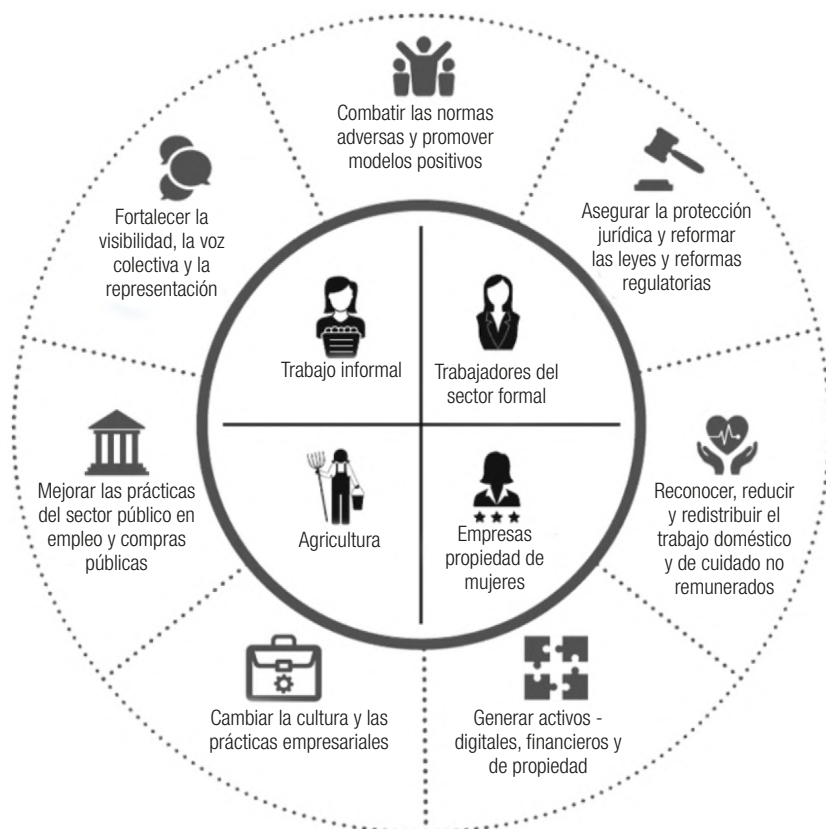 Combatir las normas
adversas y promover
modelos positivos
Asegurar la protección
jurídica y reformar
las leyes y reformas
regulatorias
Reconocer, reducir
y redistribuir el
trabajo doméstico
y de cuidado no
remunerados
Generar activos -
digitales, financieros y
de propiedad
Cambiar la cultura y las
prácticas empresariales
Mejorar las prácticas
del sector público en
empleo y compras
públicas
Fortalecer la
visibilidad, la voz
colectiva y la
representación
Trabajo informal
Trabajadores del
sector formal
Agricultura
Empresas
propiedad de
mujeres